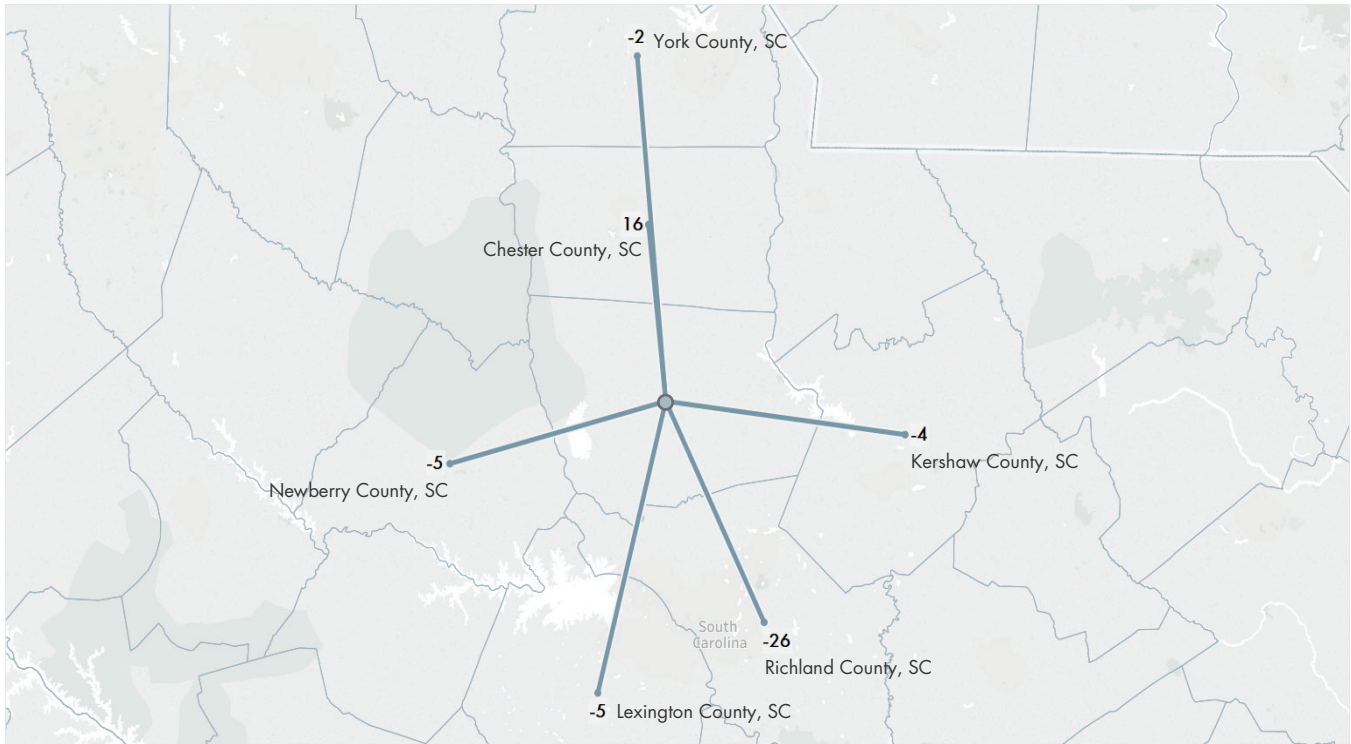 -2 York County, SC
16
Chester County, SC
-4
Kershaw County, SC
-5
Newberry County, SC
South
Carolina
-26
Richland County, SC
-5 Lexington County, SC